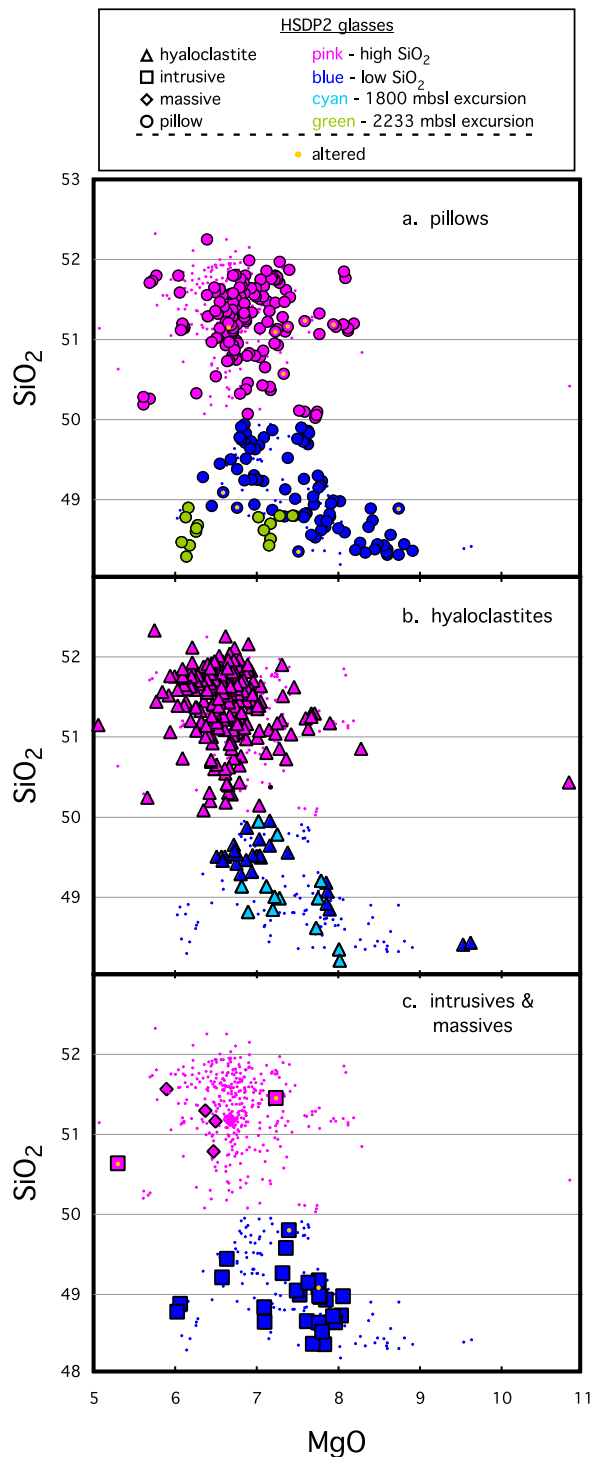 HSDP2 glasses
hyaloclastite pink - high SiO₂
intrusive blue - low SiO₂
massive cyan - 1800 mbsl excursion
pillow green - 2233 mbsl excursion
altered
53
a. pillows
52
51
SiO₂
50
49
b. hyaloclastites
52
51
SiO₂
50
49
c. intrusives &
massives
52
51
SiO₂
50
49
48
5 6 7 8 9 10 11
MgO